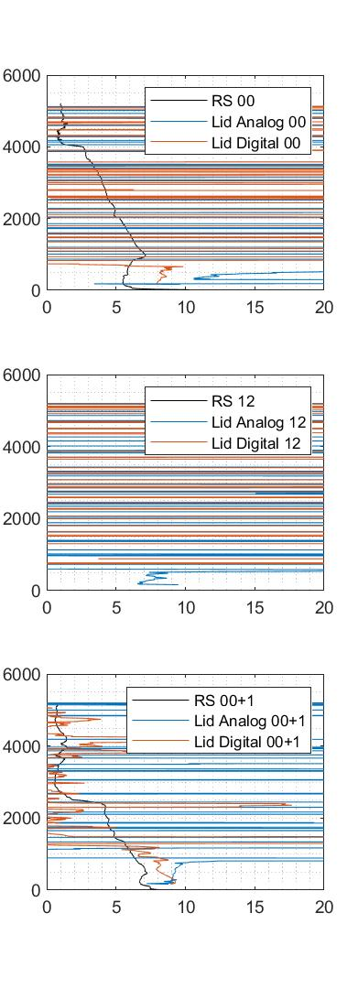 6000
4000
2000
0
RS 00
Lid Analog 00
Lid Digital 00
0 5 10 15 20
6000
4000
2000
0
RS 12
Lid Analog 12
Lid Digital 12
0 5 10 15 20
6000
4000
2000
0
RS 00+1
Lid Analog 00+1
Lid Digital 00+1
0 5 10 15 20